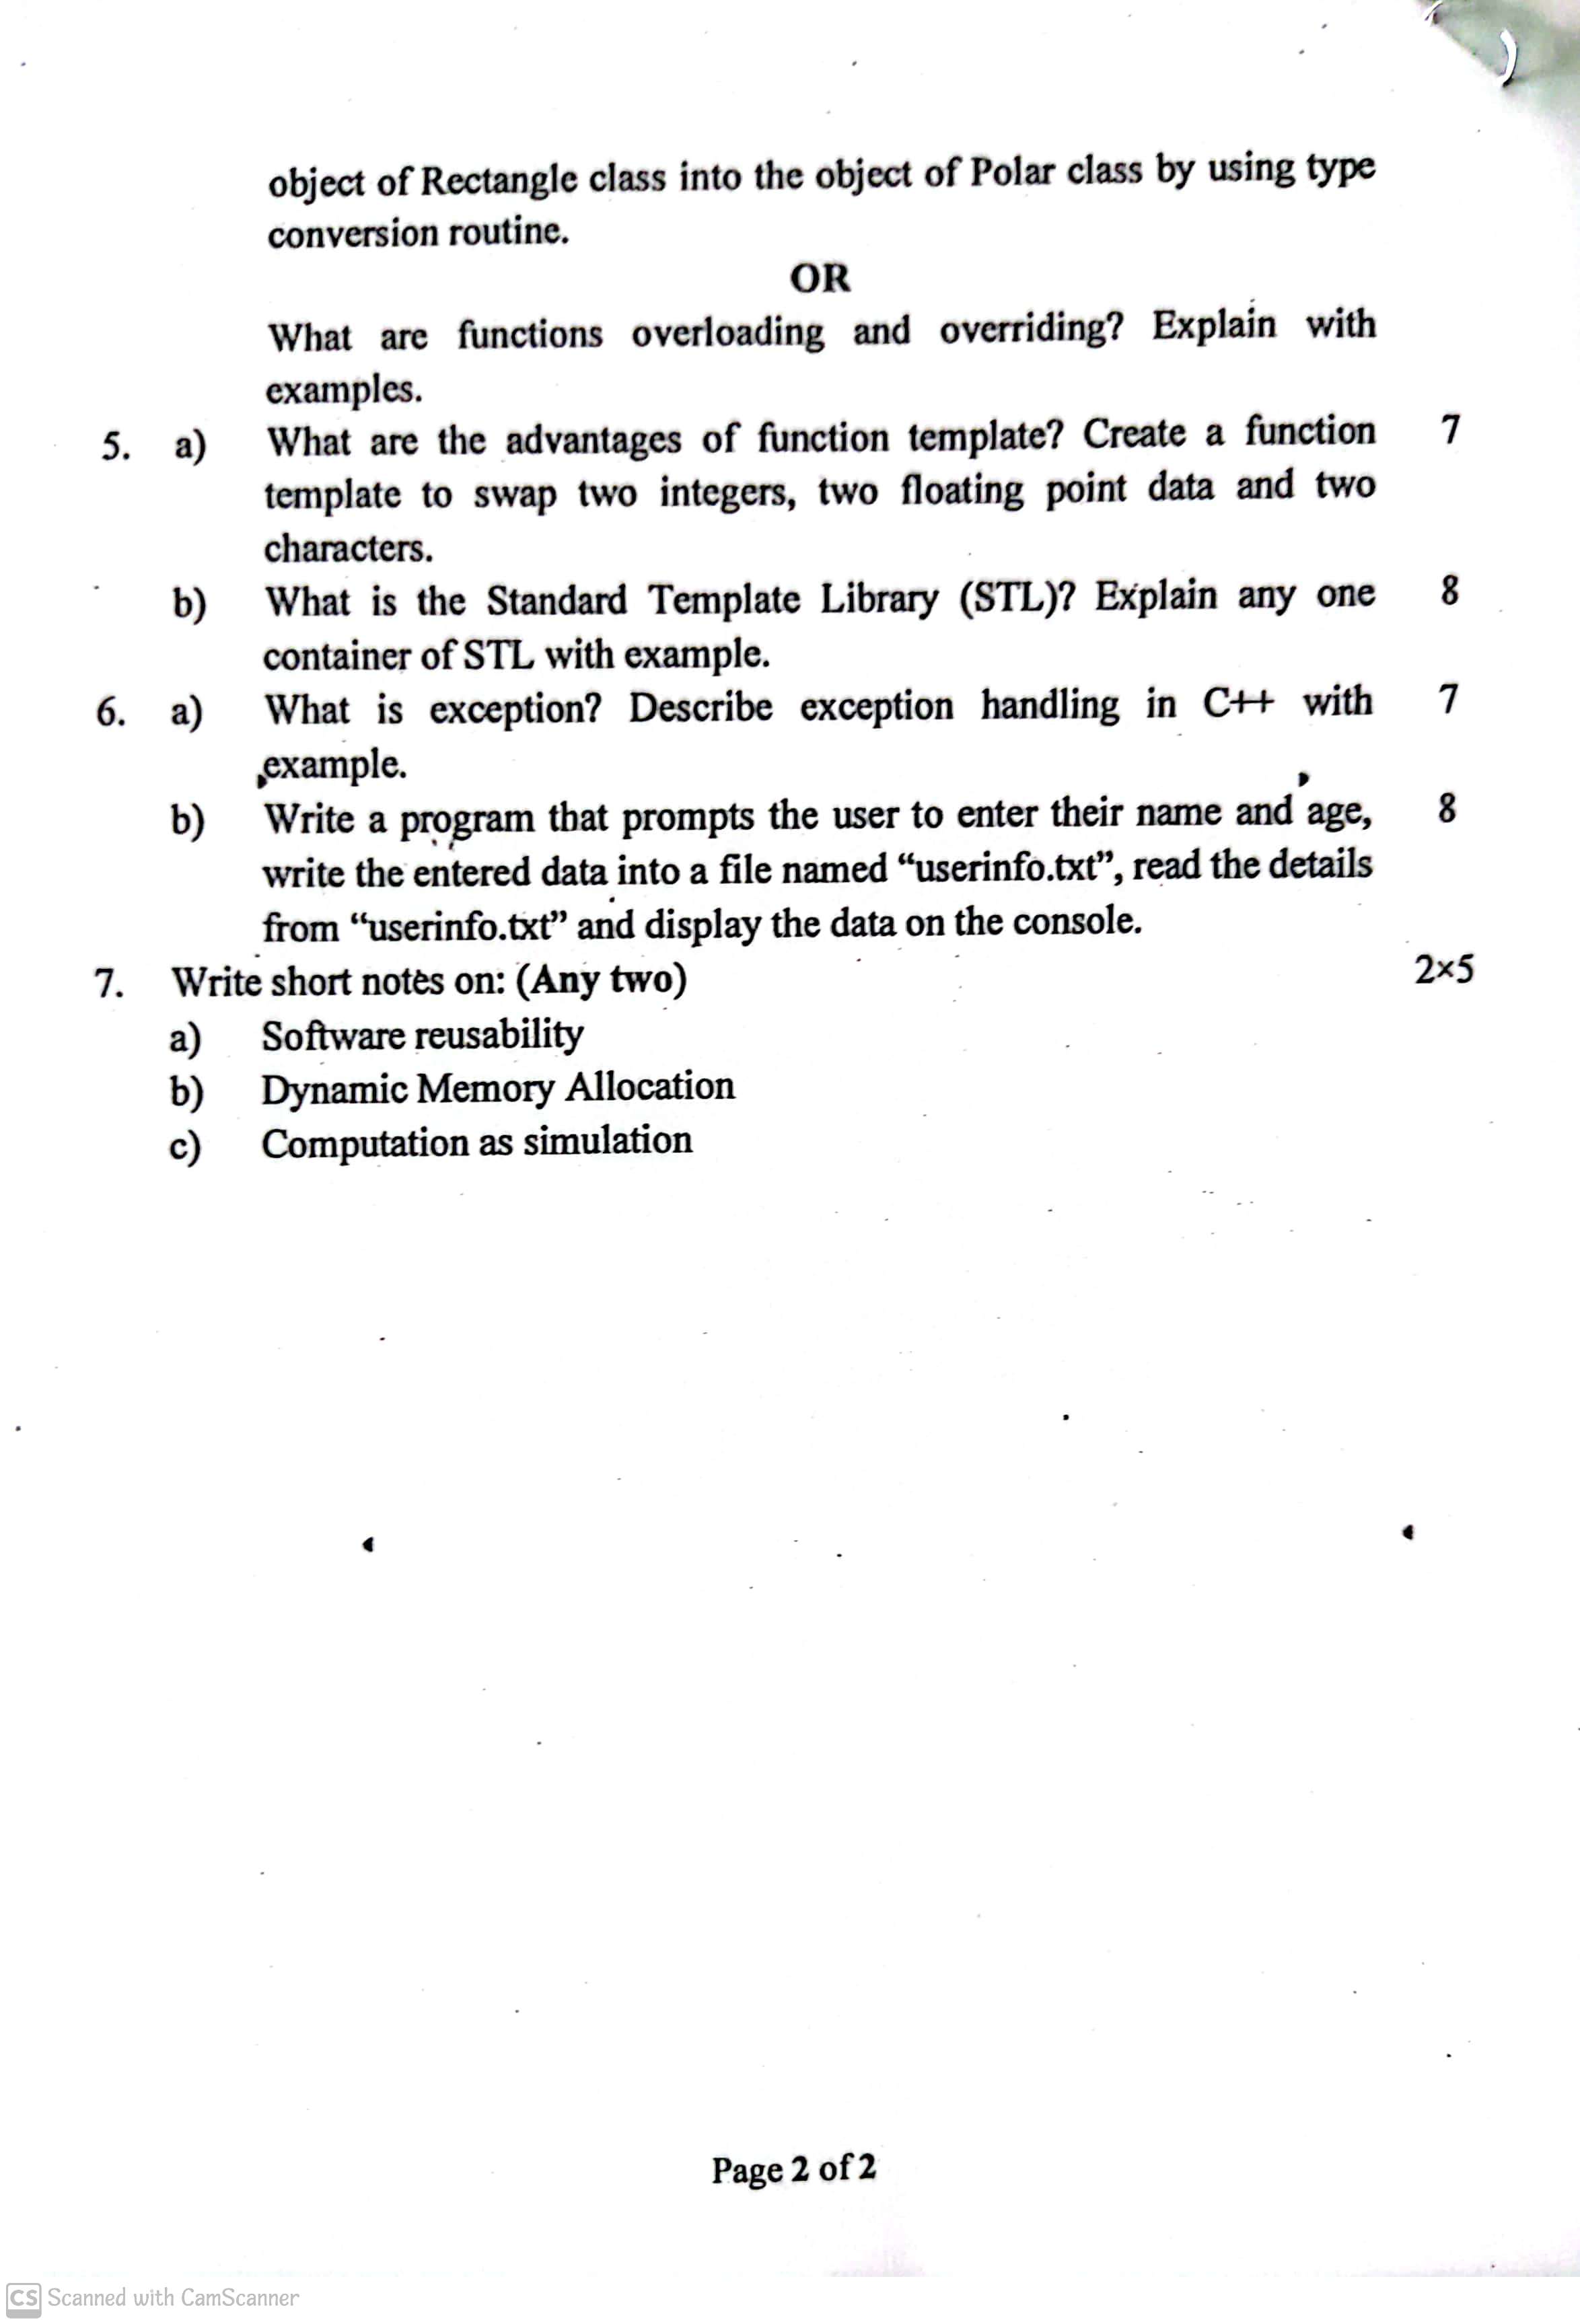 object of Rectangle class into the object of Polar class by using type
conversion routine.
OR
What are functions overloading and overriding? Explain with
examples.
5. a) What are the advantages of function template? Create a function 7
template to swap two integers, two floating point data and two
characters.
b) What is the Standard Template Library (STL)? Explain any one 8
container of STL with example.
6. a) What is exception? Describe exception handling in C++ with 7
example.
b) Write a program that prompts the user to enter their name and age, 8
write the entered data into a file named “userinfo.txt”, read the details
from “userinfo.txt” and display the data on the console.
7. Write short notes on: (Any two) 2×5
a) Software reusability
b) Dynamic Memory Allocation
c) Computation as simulation
Page 2 of 2
CS Scanned with CamScanner